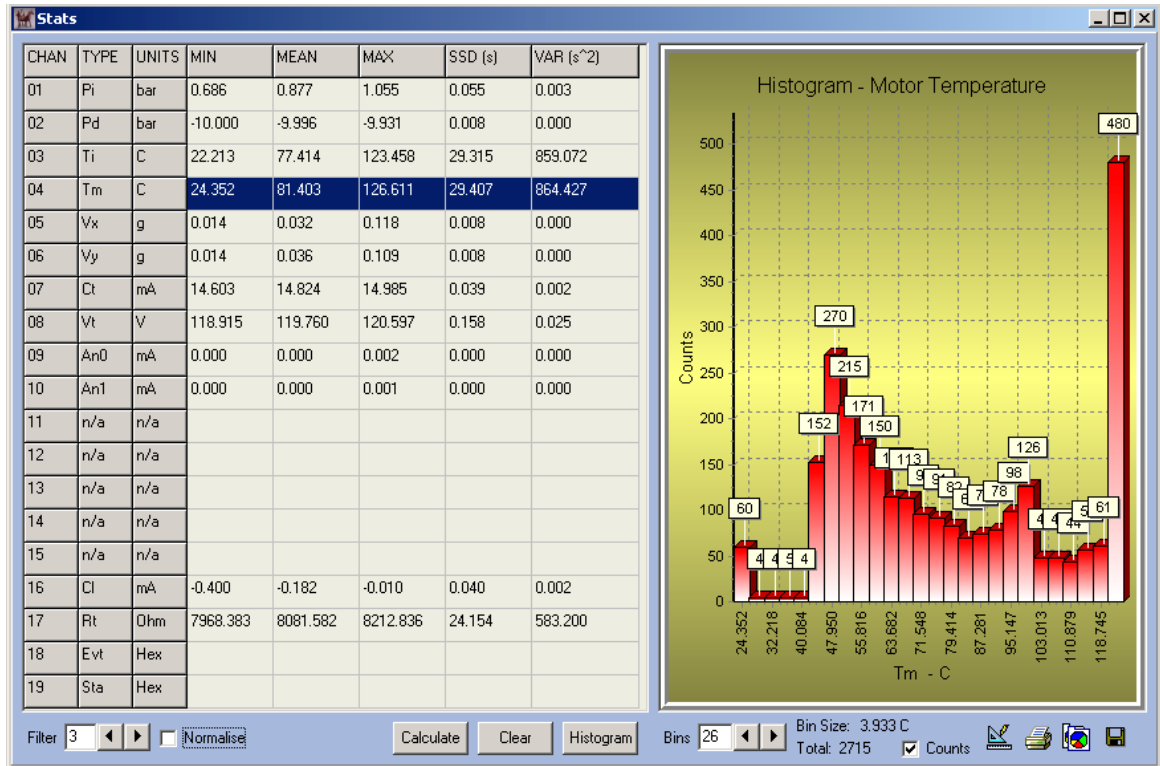 Stats
CHAN TYPE UNITS MIN MEAN MAX SSD (s) VAR (s^2)
01 Pi bar 0.686 0.877 1.055 0.055 0.003
02 Pd bar -10.000 -9.996 -9.931 0.008 0.000
03 Ti C 22.213 77.414 123.458 29.315 859.072
04 Tm C 24.352 81.403 126.611 29.407 864.427
05 Vx g 0.014 0.032 0.118 0.008 0.000
06 Vy g 0.014 0.036 0.109 0.008 0.000
07 Ct mA 14.603 14.824 14.985 0.039 0.002
08 Vt V 118.915 119.760 120.597 0.158 0.025
09 An0 mA 0.000 0.000 0.002 0.000 0.000
10 An1 mA 0.000 0.000 0.001 0.000 0.000
11 n/a n/a
12 n/a n/a
13 n/a n/a
14 n/a n/a
15 n/a n/a
16 Cl mA -0.400 -0.182 -0.010 0.040 0.002
17 Rt Ohm 7968.383 8081.582 8212.836 24.154 583.200
18 Evt Hex
19 Sta Hex
Filter 3 Normalise Calculate Clear Histogram
Histogram - Motor Temperature
Counts
500
450
400
350
300
250
200
150
100
50
0
60 4 4 5 4 152 270 215 171 150 113 78 98 126 44 61 480
24.352 32.218 40.084 47.950 55.816 63.682 71.548 79.414 87.281 95.147 103.013 110.879 118.745
Tm - C
Bins 26 Bin Size: 3.933 C
Total: 2715 Counts